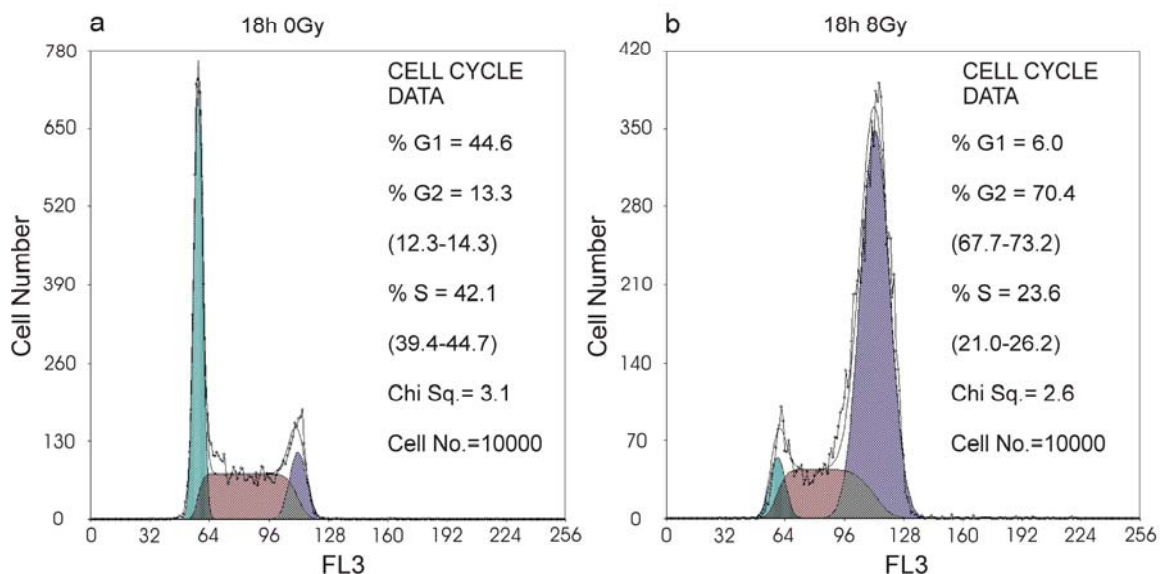 a
18h 0Gy
780
650
520
390
260
130
0
Cell Number
CELL CYCLE
DATA
% G1 = 44.6
% G2 = 13.3
(12.3-14.3)
% S = 42.1
(39.4-44.7)
Chi Sq.= 3.1
Cell No.=10000
0 32 64 96 128 160 192 224 256
FL3
b
18h 8Gy
420
350
280
210
140
70
0
Cell Number
CELL CYCLE
DATA
% G1 = 6.0
% G2 = 70.4
(67.7-73.2)
% S = 23.6
(21.0-26.2)
Chi Sq.= 2.6
Cell No.=10000
0 32 64 96 128 160 192 224 256
FL3